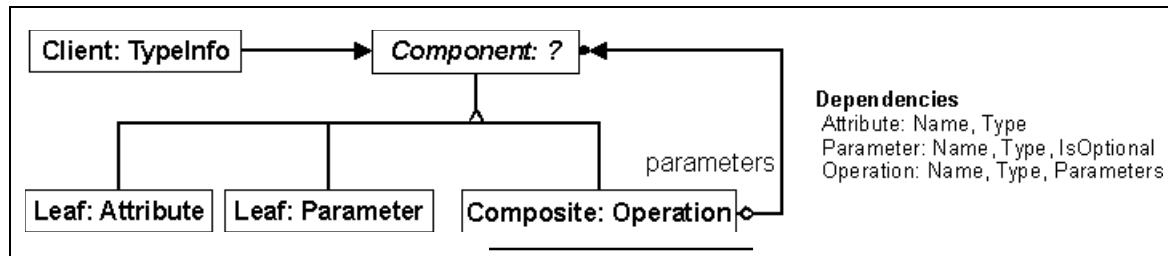 Client: TypeInfo
Component: ?
Dependencies
Attribute: Name, Type
Parameter: Name, Type, IsOptional
Operation: Name, Type, Parameters
parameters
Leaf: Attribute
Leaf: Parameter
Composite: Operation